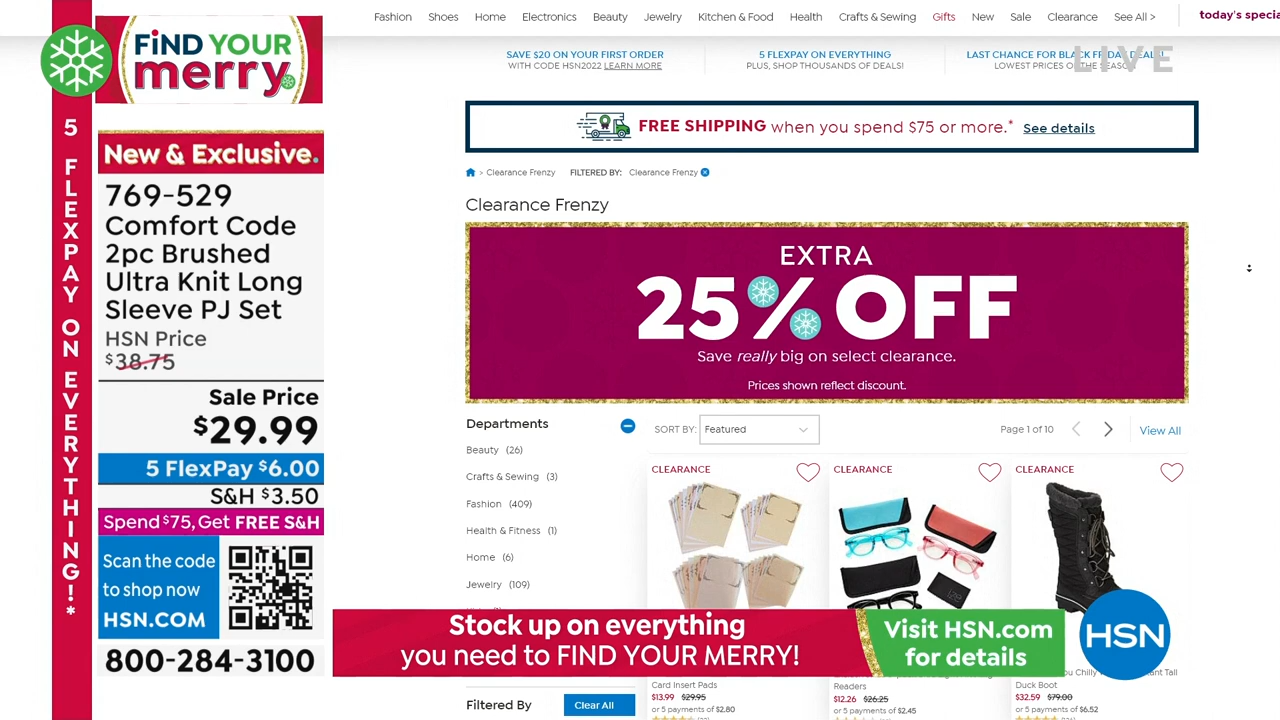 Fashion Shoes Home Electronics Beauty Jewelry Kitchen & Food Health Crafts & Sewing Gifts New Sale Clearance See All >
today's specia
FIND YOUR
merry
5 FLEXPAY ON EVERYTHING!*
New & Exclusive.
769-529
Comfort Code
2pc Brushed
Ultra Knit Long
Sleeve PJ Set
HSN Price
$38.75
Sale Price
$29.99
5 FlexPay $6.00
S&H $3.50
Spend $75, Get FREE S&H
Scan the code
to shop now
HSN.COM
800-284-3100
SAVE $20 ON YOUR FIRST ORDER
WITH CODE HSN2022 LEARN MORE
5 FLEXPAY ON EVERYTHING
PLUS, SHOP THOUSANDS OF DEALS!
LAST CHANCE FOR BLACK FRIDAY DEALS!
LOWEST PRICES OF THE SEASON
LIVE
FREE SHIPPING when you spend $75 or more.* See details
> Clearance Frenzy FILTERED BY: Clearance Frenzy
Clearance Frenzy
EXTRA
25% OFF
Save really big on select clearance.
Prices shown reflect discount.
Departments
SORT BY: Featured
Page 1 of 10
View All
Beauty (26)
Crafts & Sewing (3)
Fashion (409)
Health & Fitness (1)
Home (6)
Jewelry (109)
CLEARANCE
CLEARANCE
CLEARANCE
Stock up on everything
you need to FIND YOUR MERRY!
Visit HSN.com
for details
HSN
Card Insert Pads
$13.99 $29.95
or 5 payments of $2.80
Readers
$12.26 $26.25
or 5 payments of $2.45
ou Chilly
ant Tall
Duck Boot
$32.59 $79.00
or 5 payments of $6.52
Filtered By
Clear All